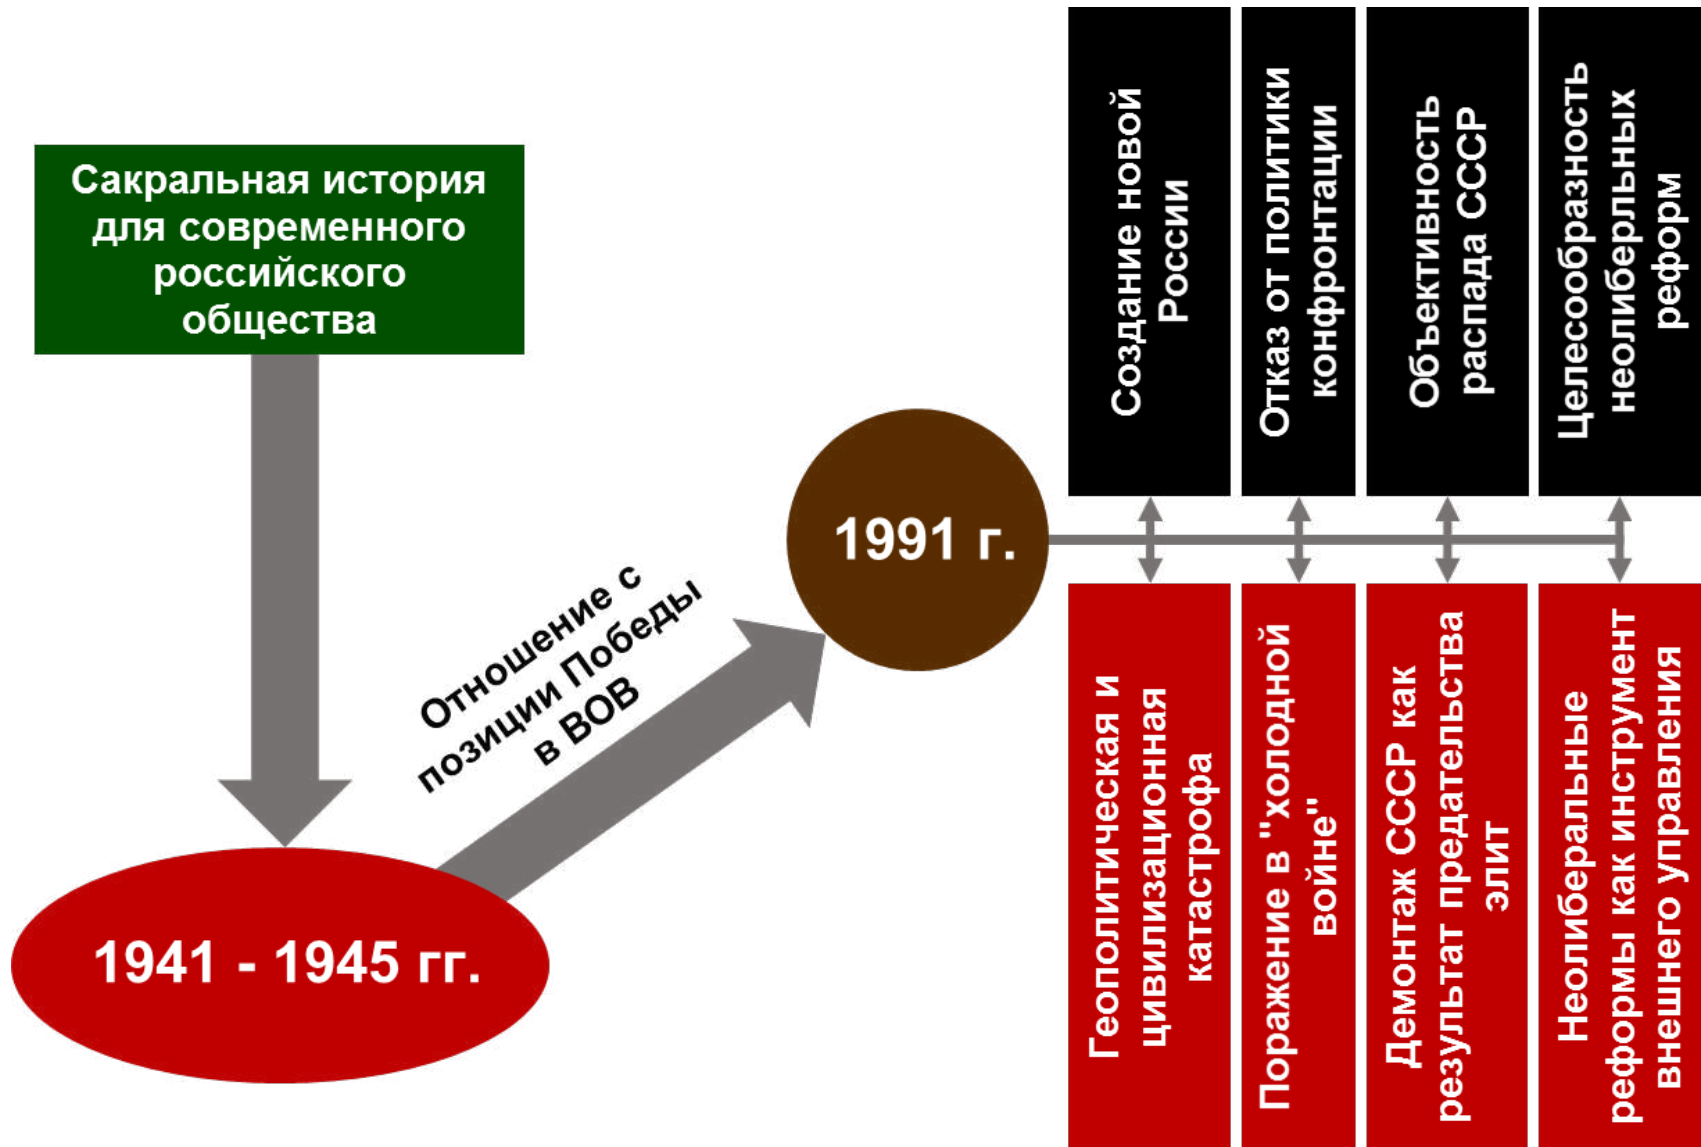 Сакральная история
для современного
российского
общества
1941 - 1945 гг.
Отношение с
позиции Победы
в ВОВ
1991 г.
Создание новой
России
Отказ от политики
конфронтации
Объективность
распада СССР
Целесообразность
неолиберльных
реформ
Геополитическая и
цивилизационная
катастрофа
Поражение в "холодной
войне"
Демонтаж СССР как
результат предательства
элит
Неолиберальные
реформы как инструмент
внешнего управления